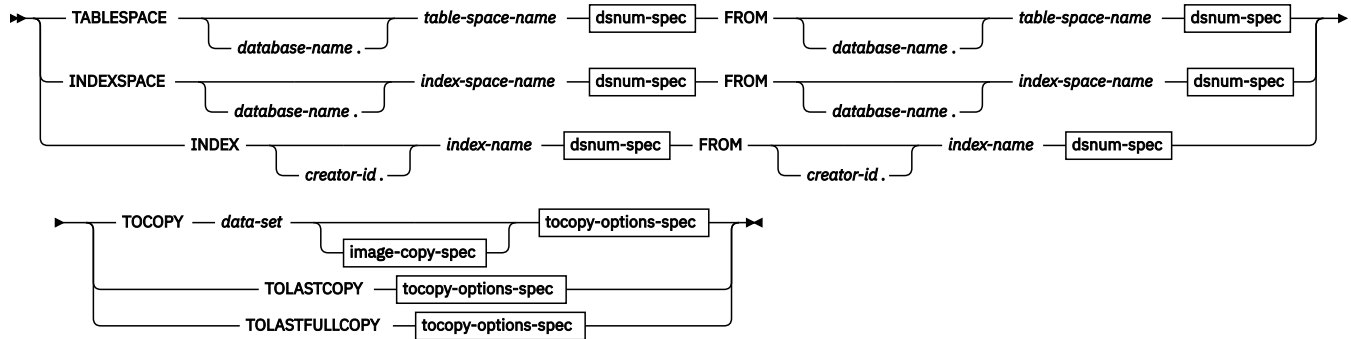 TABLESPACE table-space-name dsnum-spec FROM table-space-name dsnum-spec
database-name . database-name .
INDEXSPACE index-space-name dsnum-spec FROM index-space-name dsnum-spec
database-name . database-name .
INDEX index-name dsnum-spec FROM index-name dsnum-spec
creator-id . creator-id .
TOCOPY data-set tocopy-options-spec
image-copy-spec
TOLASTCOPY tocopy-options-spec
TOLASTFULLCOPY tocopy-options-spec